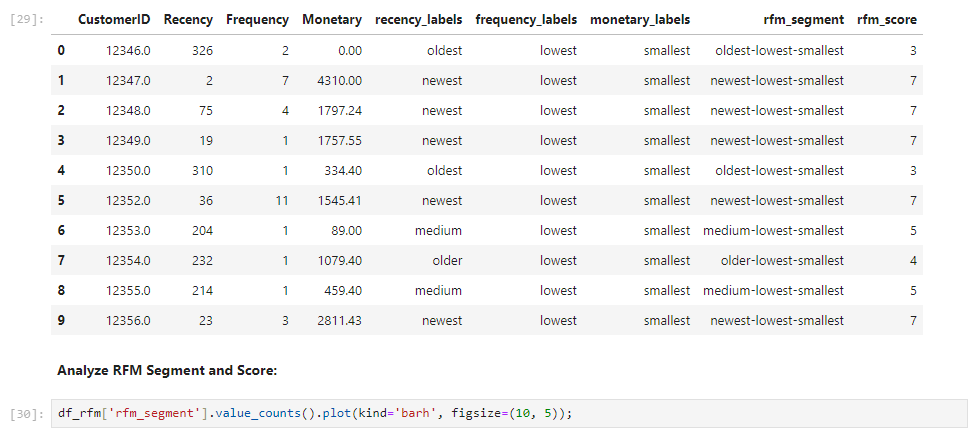 [29]: CustomerID Recency Frequency Monetary recency_labels frequency_labels monetary_labels rfm_segment rfm_score
0 12346.0 326 2 0.00 oldest lowest smallest oldest-lowest-smallest 3
1 12347.0 2 7 4310.00 newest lowest smallest newest-lowest-smallest 7
2 12348.0 75 4 1797.24 newest lowest smallest newest-lowest-smallest 7
3 12349.0 19 1 1757.55 newest lowest smallest newest-lowest-smallest 7
4 12350.0 310 1 334.40 oldest lowest smallest oldest-lowest-smallest 3
5 12352.0 36 11 1545.41 newest lowest smallest newest-lowest-smallest 7
6 12353.0 204 1 89.00 medium lowest smallest medium-lowest-smallest 5
7 12354.0 232 1 1079.40 older lowest smallest older-lowest-smallest 4
8 12355.0 214 1 459.40 medium lowest smallest medium-lowest-smallest 5
9 12356.0 23 3 2811.43 newest lowest smallest newest-lowest-smallest 7
Analyze RFM Segment and Score:
[30]: df_rfm['rfm_segment'].value_counts().plot(kind='barh', figsize=(10, 5));